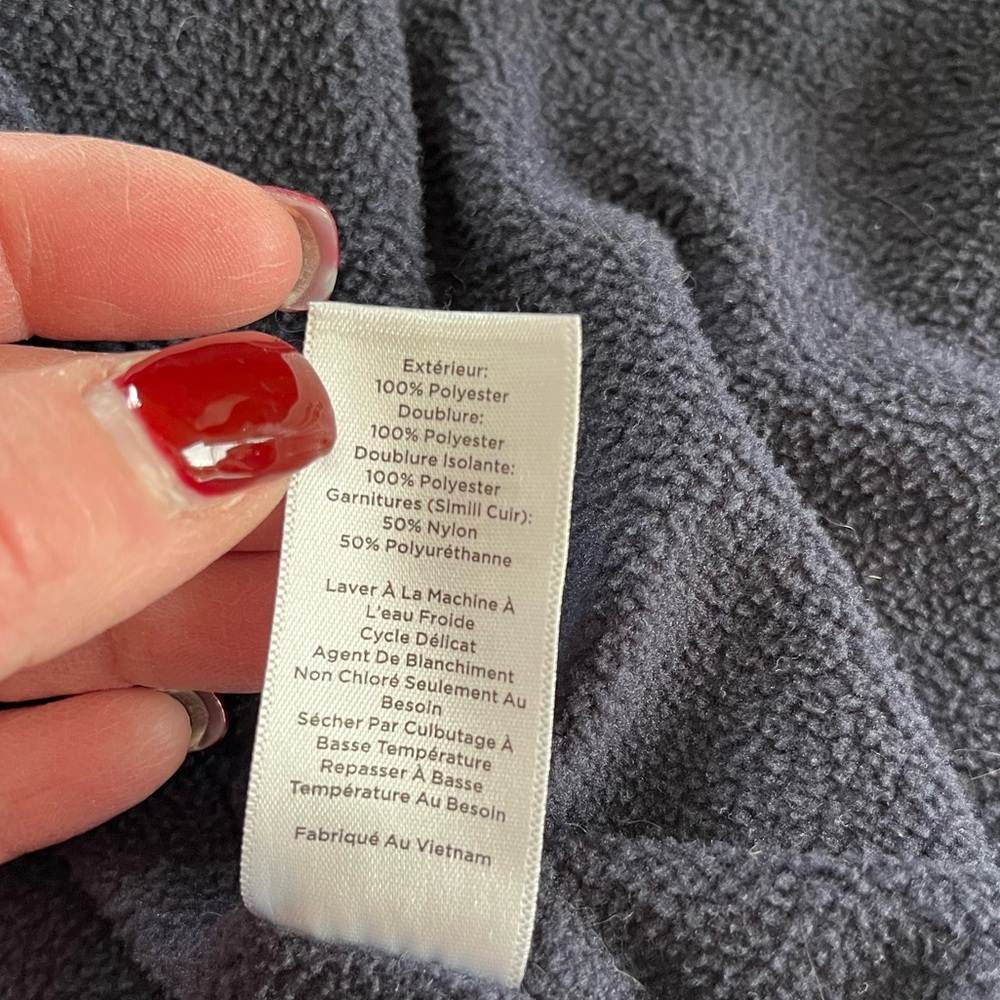 Extérieur:
100% Polyester
Doublure:
100% Polyester
Doublure Isolante:
100% Polyester
Garnitures (Simili Cuir):
50% Nylon
50% Polyuréthanne
Laver À La Machine À
L'eau Froide
Cycle Délicat
Agent De Blanchiment
Non Chloré Seulement Au
Besoin
Sécher Par Culbutage À
Basse Température
Repasser À Basse
Température Au Besoin
Fabriqué Au Vietnam